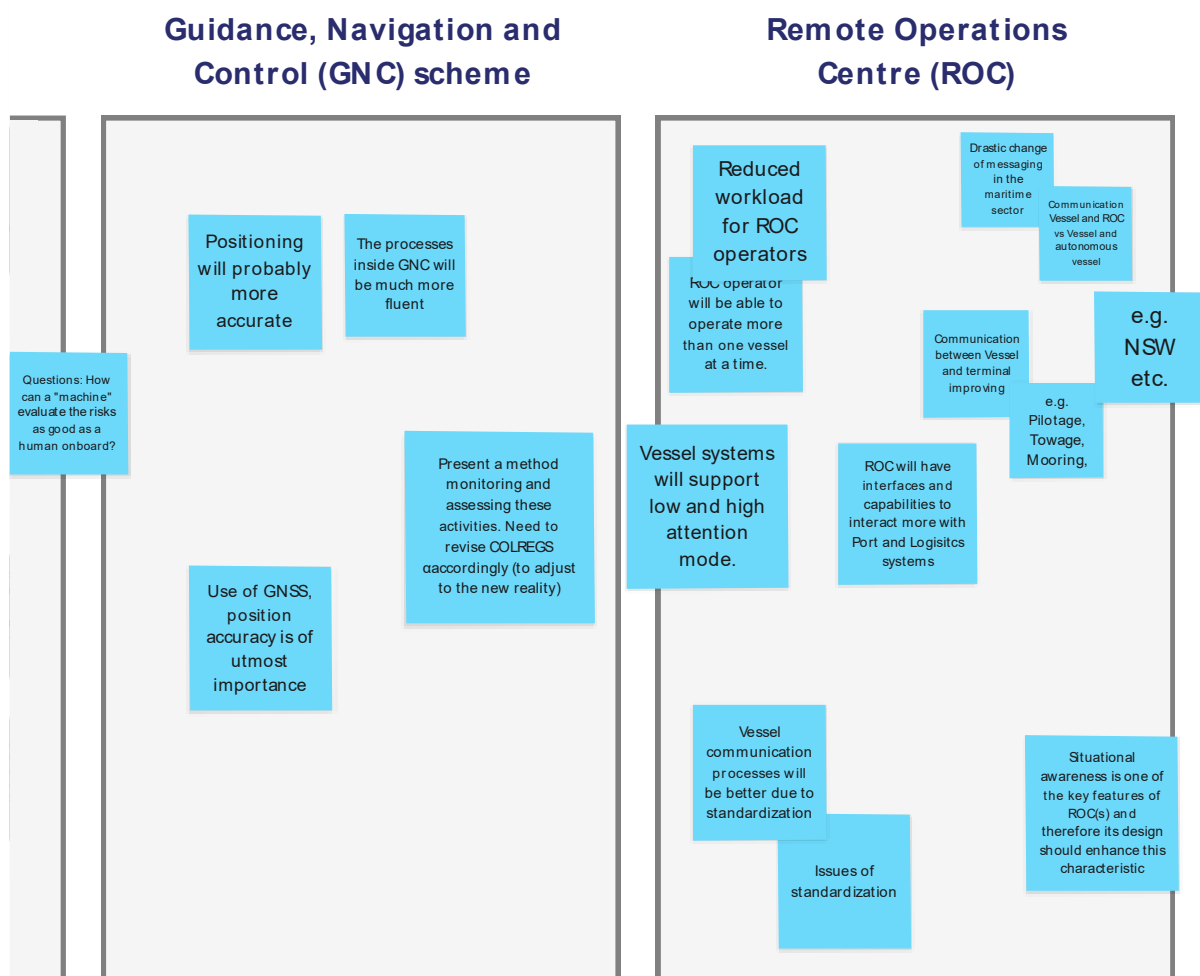 Guidance, Navigation and
Control (GNC) scheme
Remote Operations
Centre (ROC)
Questions: How
can a "machine"
evaluate the risks
as good as a
human onboard?
Positioning
will probably
more
accurate
The processes
inside GNC will
be much more
fluent
Present a method
monitoring and
assessing these
activities. Need to
revise COLREGS
αaccordingly (to adjust
to the new reality)
Use of GNSS,
position
accuracy is of
utmost
importance
Reduced
workload
for ROC
operators
ROC operator
will be able to
operate more
than one vessel
at a time.
Drastic change
of messaging
in the
maritime
sector
Communication
Vessel and ROC
vs Vessel and
autonomous
vessel
Communication
between Vessel
and terminal
improving
e.g.
NSW
etc.
e.g.
Pilotage,
Towage,
Mooring,
Vessel systems
will support
low and high
attention
mode.
ROC will have
interfaces and
capabilities to
interact more with
Port and Logisitcs
systems
Vessel
communication
processes will
be better due to
standardization
Issues of
standardization
Situational
awareness is one of
the key features of
ROC(s) and
therefore its design
should enhance this
characteristic